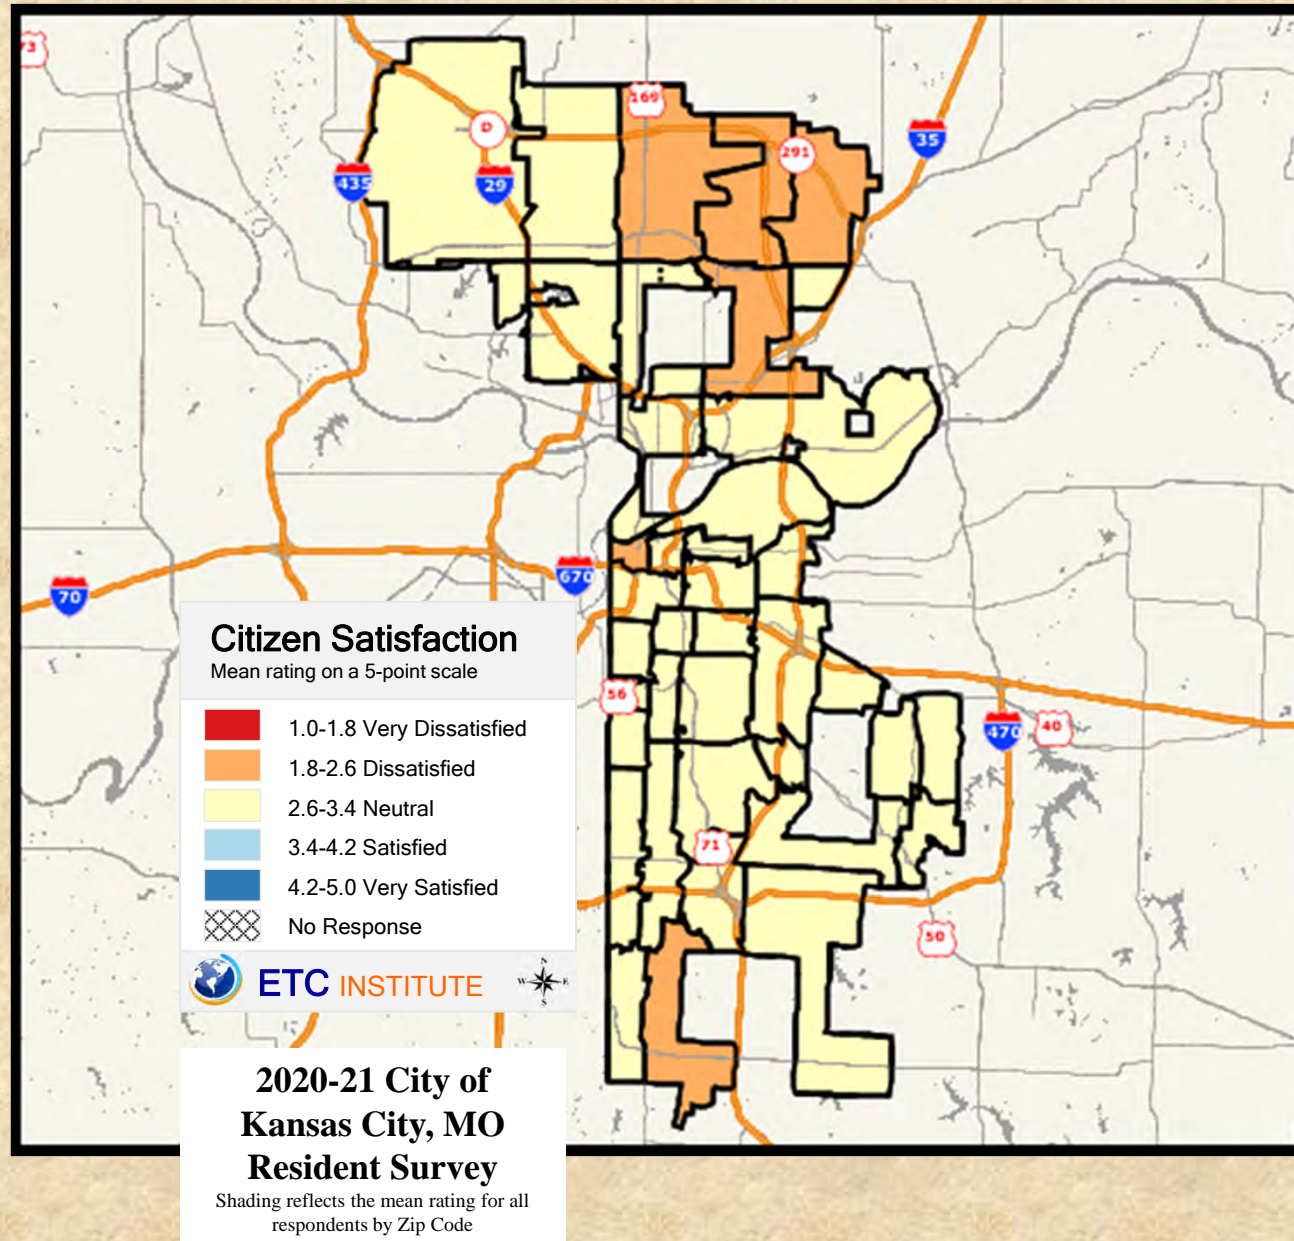 73
169
35
291
D
435
29
670
70
56
40
470
71
50
Citizen Satisfaction
Mean rating on a 5-point scale
1.0-1.8 Very Dissatisfied
1.8-2.6 Dissatisfied
2.6-3.4 Neutral
3.4-4.2 Satisfied
4.2-5.0 Very Satisfied
No Response
ETC INSTITUTE
N
W E
S
2020-21 City of
Kansas City, MO
Resident Survey
Shading reflects the mean rating for all
respondents by Zip Code